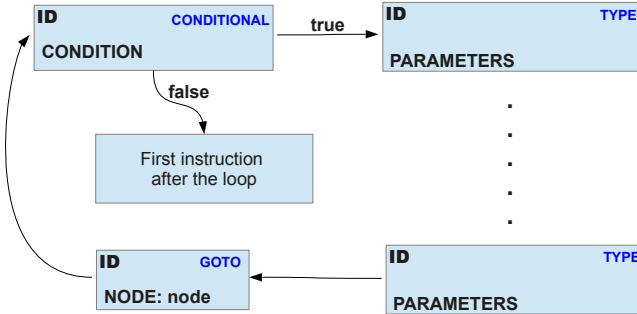 ID CONDITIONAL
CONDITION
true
ID TYPE
PARAMETERS
false
First instruction
after the loop
ID GOTO
NODE: node
ID TYPE
PARAMETERS